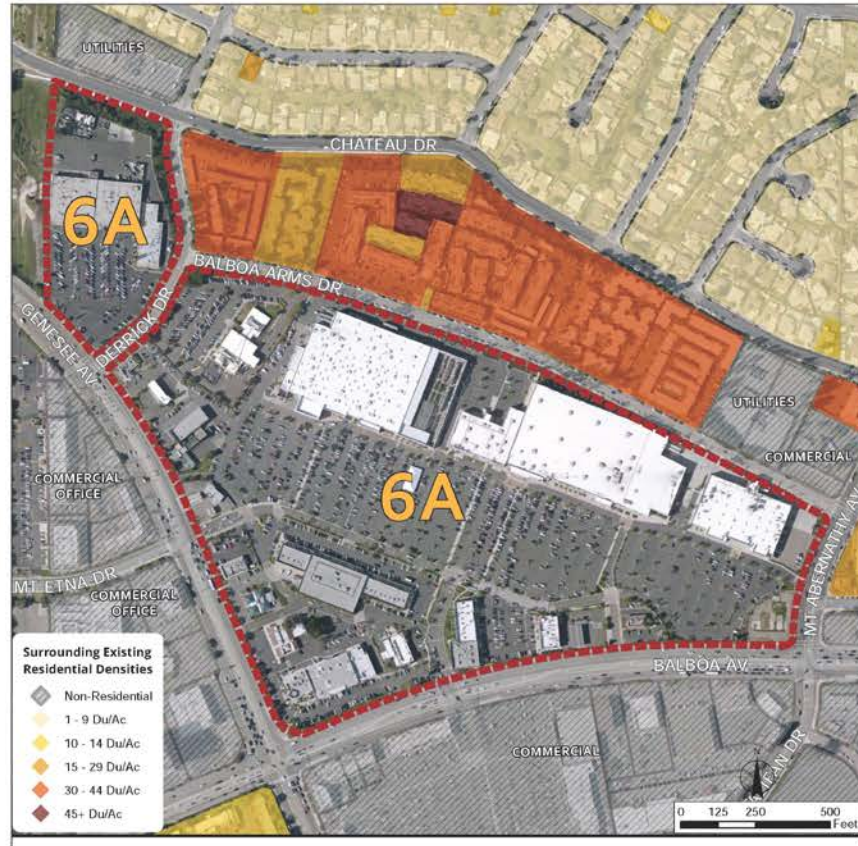 UTILITIES
CHATEAU DR
6A
BALBOA ARMS DR
GENESEE AV
DERRICK DR
UTILITIES
COMMERCIAL
OFFICE
6A
COMMERCIAL
MT ABERNATHY AV
MT ETNA DR
COMMERCIAL
OFFICE
BALBOA AV
COMMERCIAL
JEAN DR
Surrounding Existing
Residential Densities
Non-Residential
1 - 9 Du/Ac
10 - 14 Du/Ac
15 - 29 Du/Ac
30 - 44 Du/Ac
45+ Du/Ac
0 125 250 500
Feet